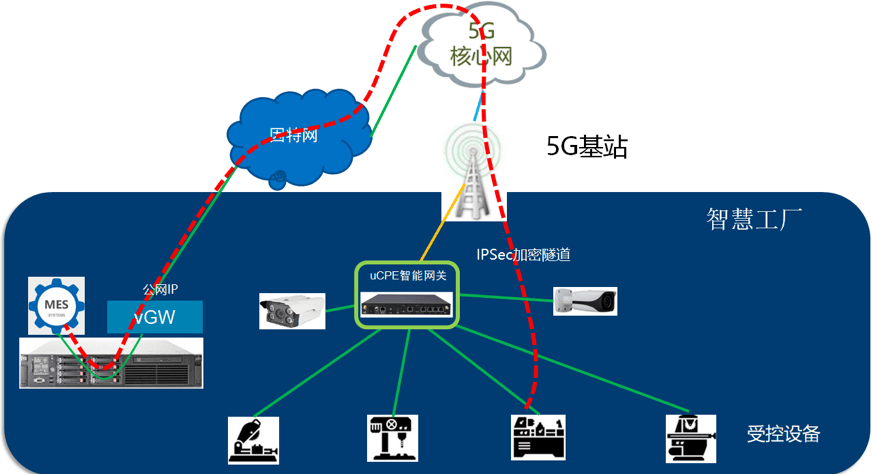 5G
核心网
因特网
5G基站
智慧工厂
IPSec加密隧道
uCPE智能网关
公网IP
MES
SYSTEMS
vGW
受控设备